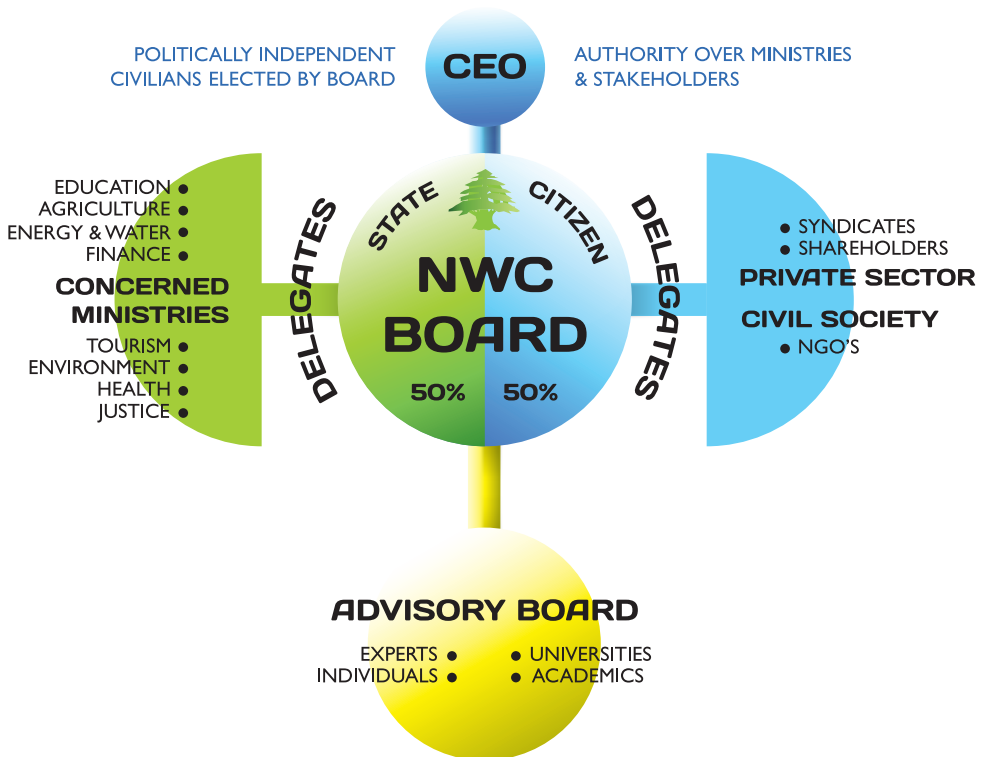 POLITICALLY INDEPENDENT
CIVILIANS ELECTED BY BOARD
CEO
AUTHORITY OVER MINISTRIES
& STAKEHOLDERS
EDUCATION •
AGRICULTURE •
ENERGY & WATER •
FINANCE •
CONCERNED
MINISTRIES
TOURISM •
ENVIRONMENT •
HEALTH •
JUSTICE •
DELEGATES
STATE
CITIZEN
NWC
BOARD
50% 50%
DELEGATES
• SYNDICATES
• SHAREHOLDERS
PRIVATE SECTOR
CIVIL SOCIETY
• NGO'S
ADVISORY BOARD
EXPERTS • • UNIVERSITIES
INDIVIDUALS • • ACADEMICS